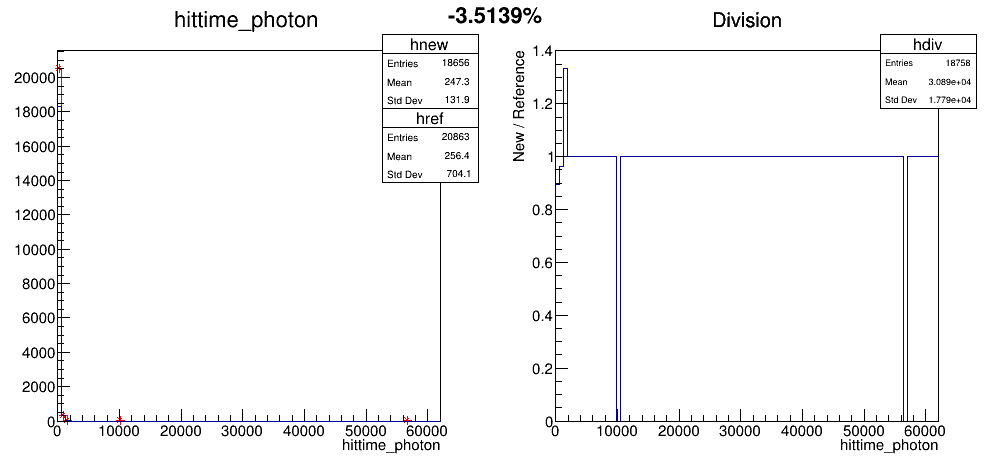 -3.5139%
hittime_photon
hnew
Entries 18656
Mean 247.3
Std Dev 131.9
href
Entries 20863
Mean 256.4
Std Dev 704.1
20000
18000
16000
14000
12000
10000
8000
6000
4000
2000
0
0 10000 20000 30000 40000 50000 60000
hittime_photon
Division
hdiv
Entries 18758
Mean 3.089e+04
Std Dev 1.779e+04
New / Reference
1.4
1.2
1
0.8
0.6
0.4
0.2
0
0 10000 20000 30000 40000 50000 60000
hittime_photon